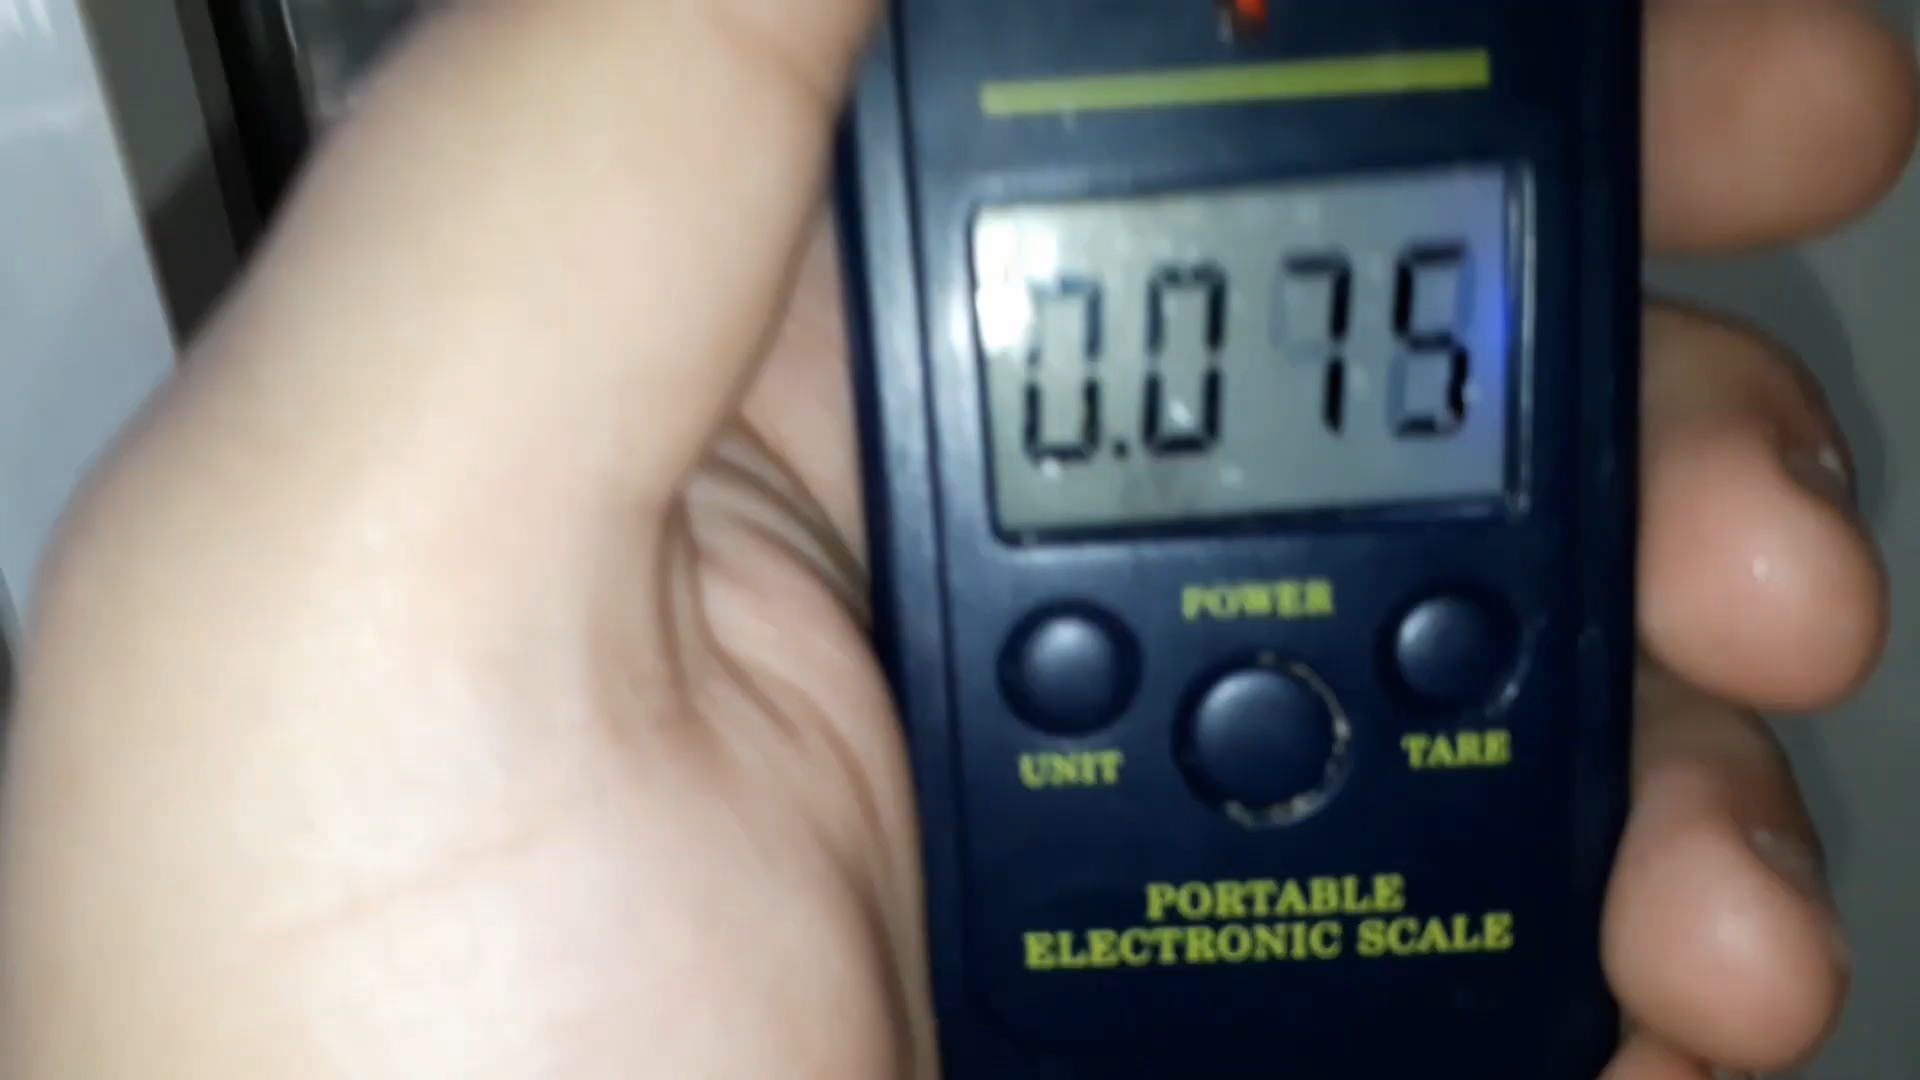 0.075
POWER
UNIT
TARE
PORTABLE
ELECTRONIC SCALE